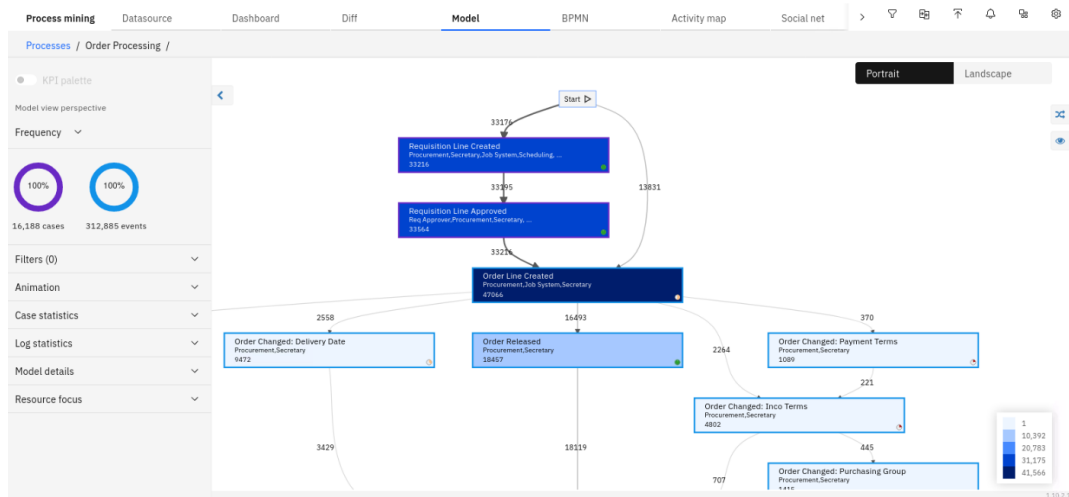 Process mining Datasource Dashboard Diff Model BPMN Activity map Social net
Processes / Order Processing /
KPI palette
Model view perspective
Frequency
100% 100%
16,188 cases 312,885 events
Filters (0)
Animation
Case statistics
Log statistics
Model details
Resource focus
Portrait Landscape
Start
33176
Requisition Line Created
Procurement,Secretary,Job System,Scheduling, ...
33216
33195
13831
Requisition Line Approved
Req Approver,Procurement,Secretary, ...
33564
33216
Order Line Created
Procurement,Job System,Secretary
47066
2558
16493
370
Order Changed: Delivery Date
Procurement,Secretary
9472
Order Released
Procurement,Secretary
18457
2264
Order Changed: Payment Terms
Procurement,Secretary
1089
221
Order Changed: Inco Terms
Procurement,Secretary
4802
3429
18119
445
707
Order Changed: Purchasing Group
Procurement,Secretary
1415
1
10,392
20,783
31,175
41,566